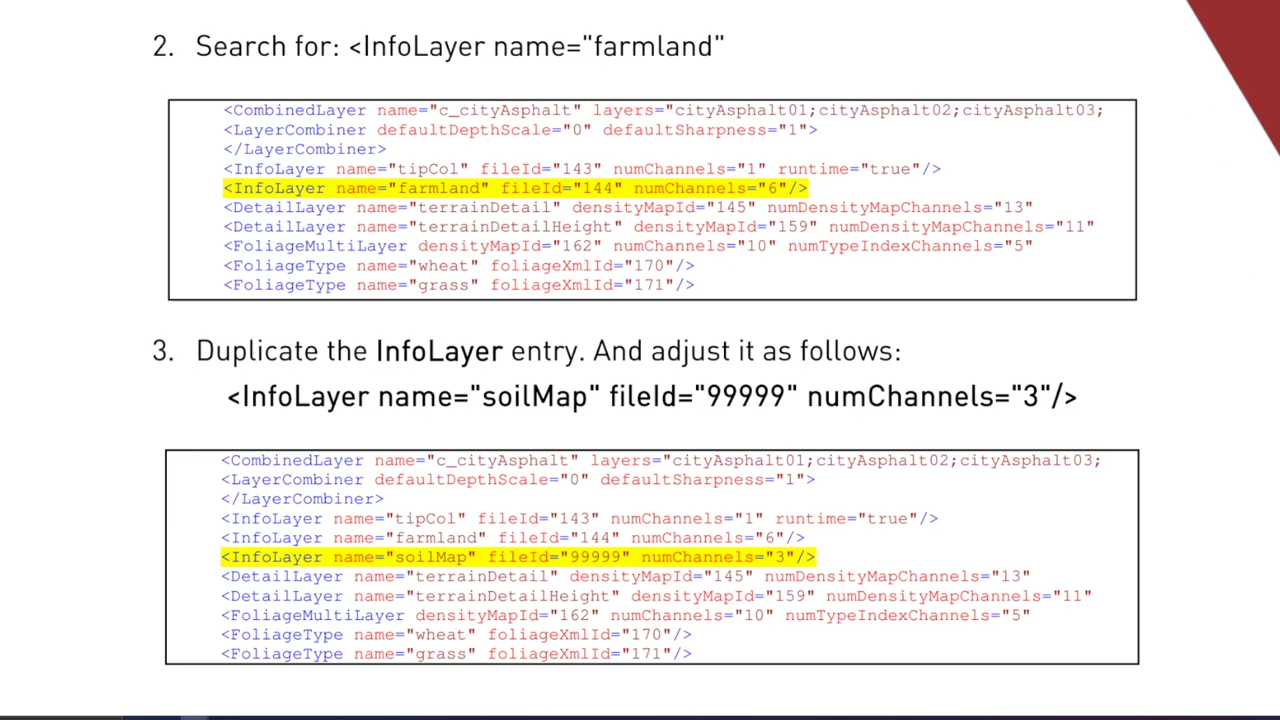 2. Search for: <InfoLayer name="farmland"
<CombinedLayer name="c_cityAsphalt" layers="cityAsphalt01;cityAsphalt02;cityAsphalt03;
<LayerCombiner defaultDepthScale="0" defaultSharpness="1">
</LayerCombiner>
<InfoLayer name="tipCol" fileId="143" numChannels="1" runtime="true"/>
<InfoLayer name="farmland" fileId="144" numChannels="6"/>
<DetailLayer name="terrainDetail" densityMapId="145" numDensityMapChannels="13"
<DetailLayer name="terrainDetailHeight" densityMapId="159" numDensityMapChannels="11"
<FoliageMultiLayer densityMapId="162" numChannels="10" numTypeIndexChannels="5"
<FoliageType name="wheat" foliageXmlId="170"/>
<FoliageType name="grass" foliageXmlId="171"/>
3. Duplicate the InfoLayer entry. And adjust it as follows:
<InfoLayer name="soilMap" fileId="99999" numChannels="3"/>
<CombinedLayer name="c_cityAsphalt" layers="cityAsphalt01;cityAsphalt02;cityAsphalt03;
<LayerCombiner defaultDepthScale="0" defaultSharpness="1">
</LayerCombiner>
<InfoLayer name="tipCol" fileId="143" numChannels="1" runtime="true"/>
<InfoLayer name="farmland" fileId="144" numChannels="6"/>
<InfoLayer name="soilMap" fileId="99999" numChannels="3"/>
<DetailLayer name="terrainDetail" densityMapId="145" numDensityMapChannels="13"
<DetailLayer name="terrainDetailHeight" densityMapId="159" numDensityMapChannels="11"
<FoliageMultiLayer densityMapId="162" numChannels="10" numTypeIndexChannels="5"
<FoliageType name="wheat" foliageXmlId="170"/>
<FoliageType name="grass" foliageXmlId="171"/>